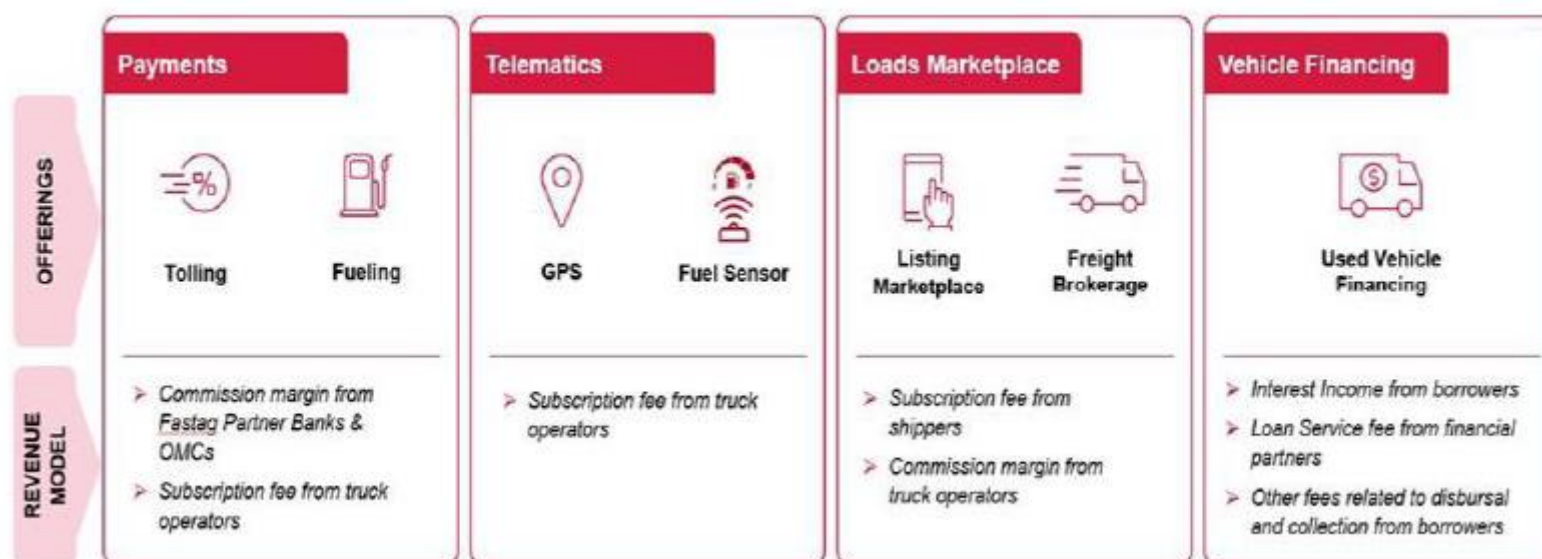 Payments
Telematics
Loads Marketplace
Vehicle Financing
OFFERINGS
%
Tolling
Fueling
GPS
Fuel Sensor
Listing
Marketplace
Freight
Brokerage
$
Used Vehicle
Financing
REVENUE
MODEL
➢ Commission margin from
Fastag Partner Banks &
OMCs
➢ Subscription fee from truck
operators
➢ Subscription fee from truck
operators
➢ Subscription fee from
shippers
➢ Commission margin from
truck operators
➢ Interest Income from borrowers
➢ Loan Service fee from financial
partners
➢ Other fees related to disbursal
and collection from borrowers